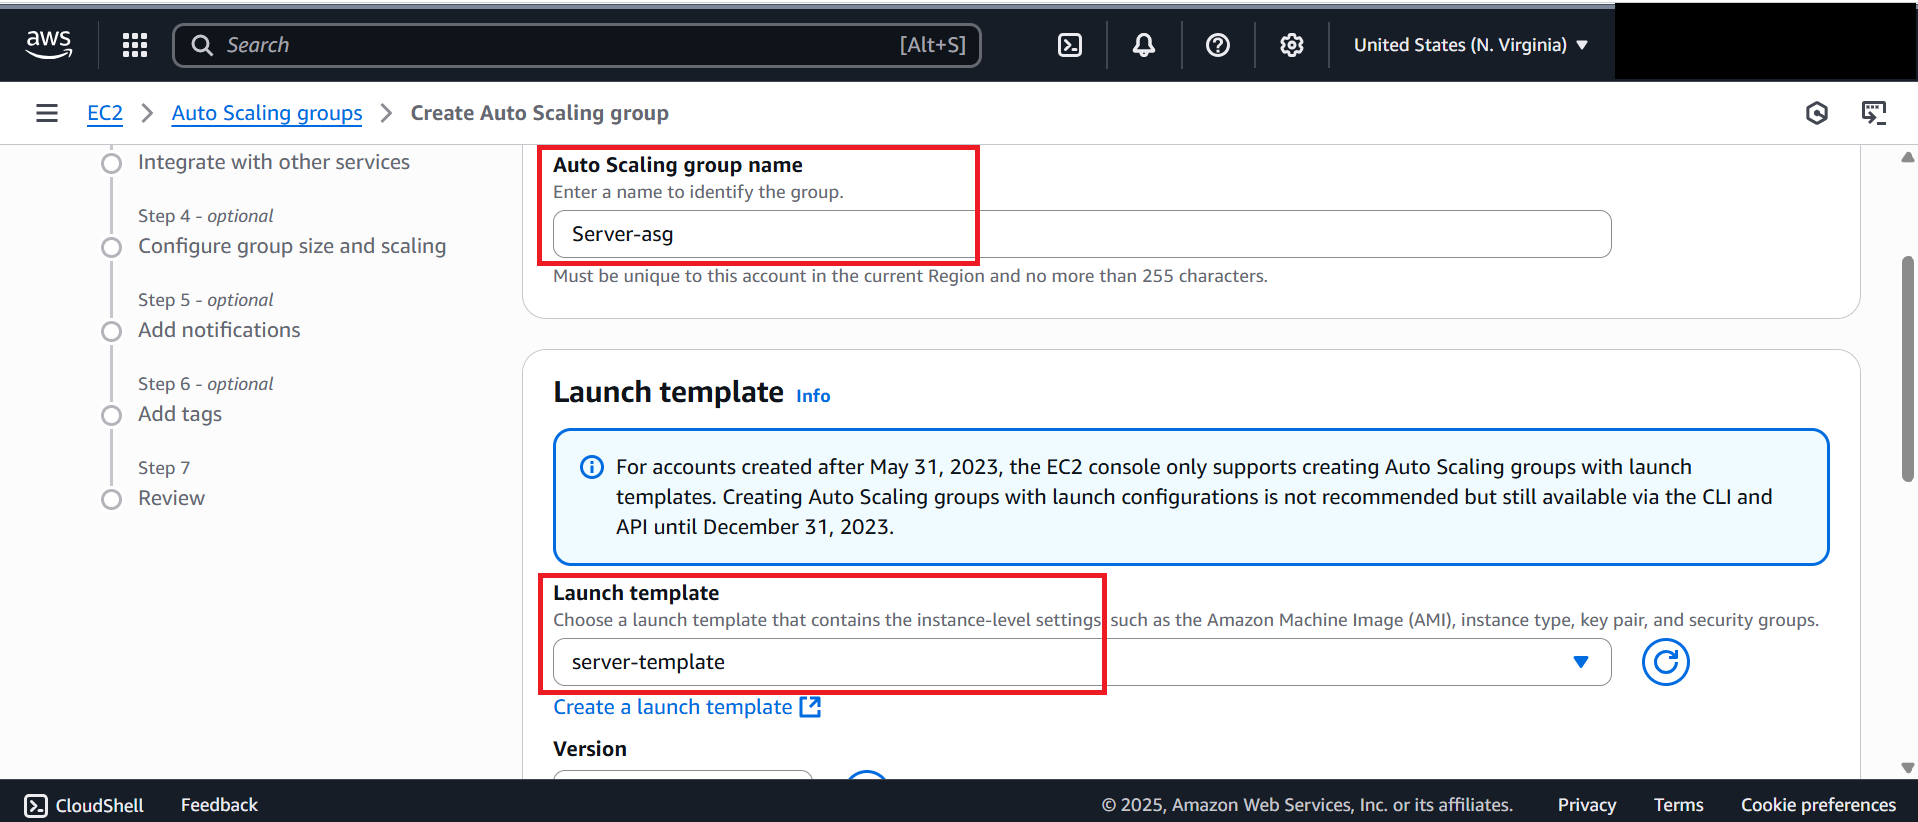 aws
Search
[Alt+S]
United States (N. Virginia)
EC2
Auto Scaling groups
Create Auto Scaling group
Integrate with other services
Step 4 - optional
Configure group size and scaling
Step 5 - optional
Add notifications
Step 6 - optional
Add tags
Step 7
Review
Auto Scaling group name
Enter a name to identify the group.
Server-asg
Must be unique to this account in the current Region and no more than 255 characters.
Launch template Info
For accounts created after May 31, 2023, the EC2 console only supports creating Auto Scaling groups with launch
templates. Creating Auto Scaling groups with launch configurations is not recommended but still available via the CLI and
API until December 31, 2023.
Launch template
Choose a launch template that contains the instance-level settings such as the Amazon Machine Image (AMI), instance type, key pair, and security groups.
server-template
Create a launch template
Version
CloudShell
Feedback
© 2025, Amazon Web Services, Inc. or its affiliates.
Privacy
Terms
Cookie preferences